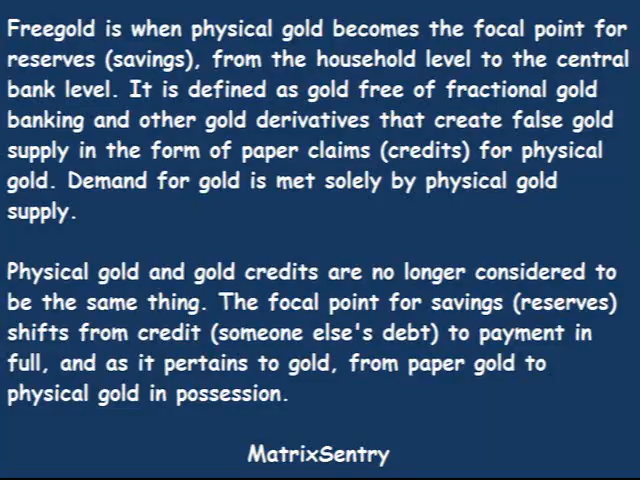 Freegold is when physical gold becomes the focal point for
reserves (savings), from the household level to the central
bank level. It is defined as gold free of fractional gold
banking and other gold derivatives that create false gold
supply in the form of paper claims (credits) for physical
gold. Demand for gold is met solely by physical gold
supply.
Physical gold and gold credits are no longer considered to
be the same thing. The focal point for savings (reserves)
shifts from credit (someone else's debt) to payment in
full, and as it pertains to gold, from paper gold to
physical gold in possession.
MatrixSentry